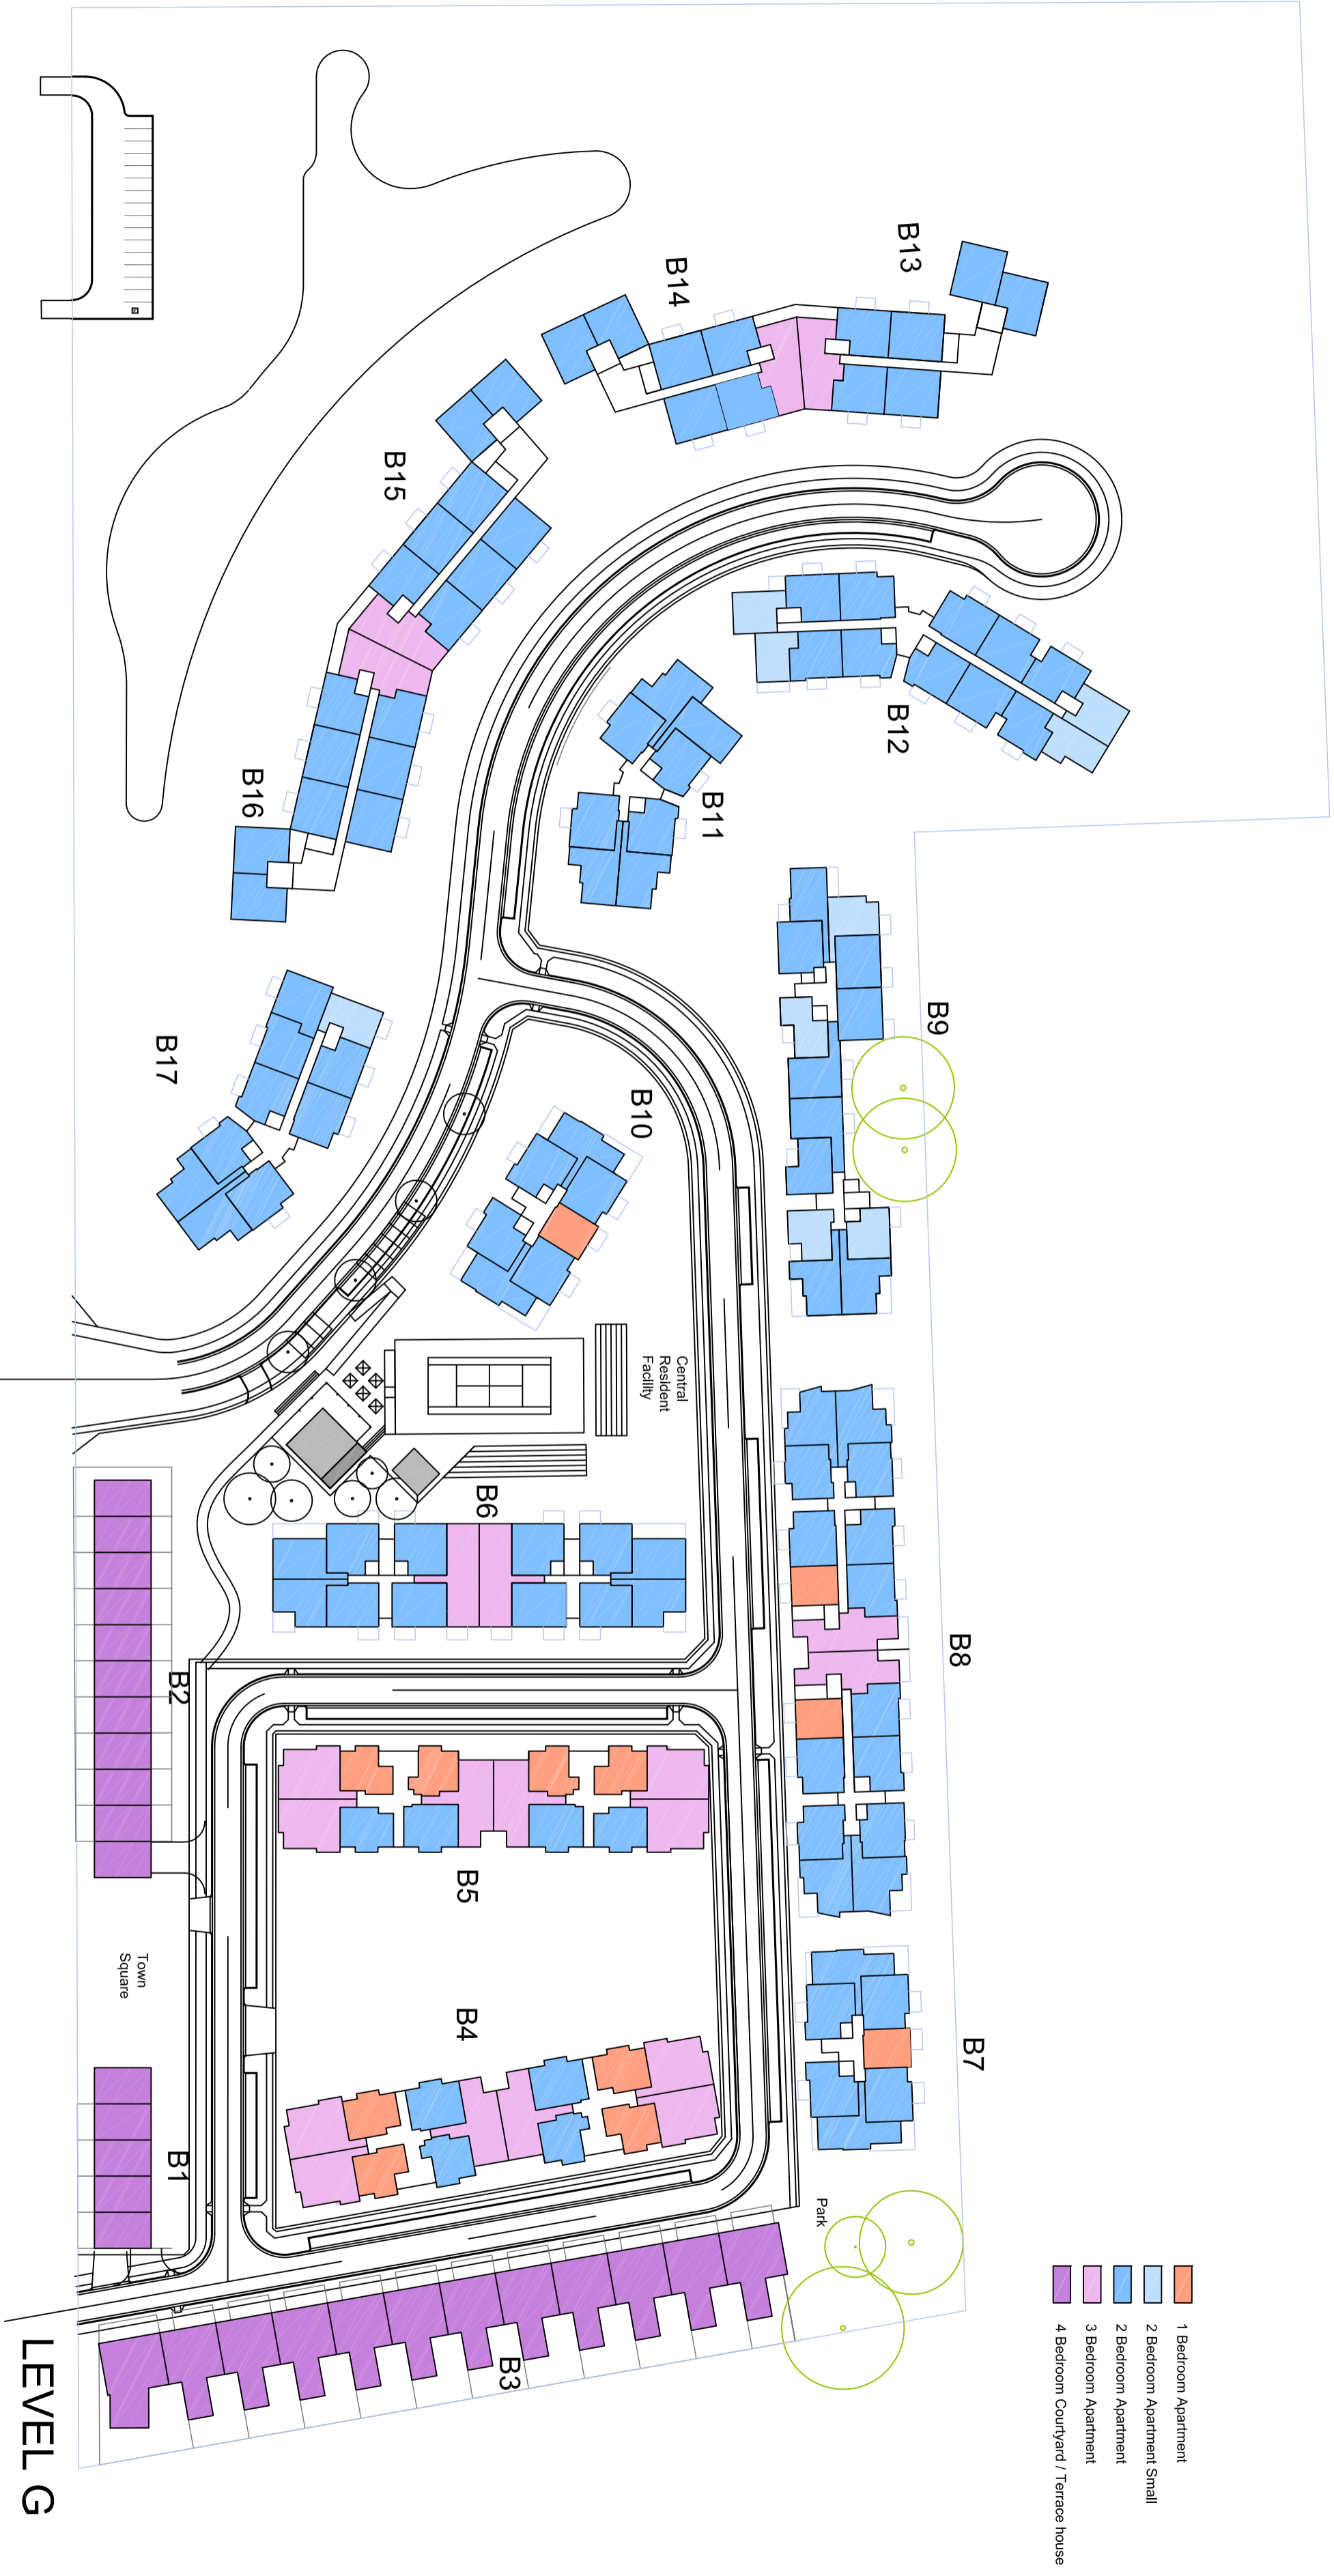 B13
B14
B15
B16
B12
B11
B17
B10
B9
Central
Resident
Facility
B6
B8
B2
B5
Town
Square
B4
B7
B1
Park
B3
1 Bedroom Apartment
2 Bedroom Apartment Small
2 Bedroom Apartment
3 Bedroom Apartment
4 Bedroom Courtyard / Terrace house
LEVEL G